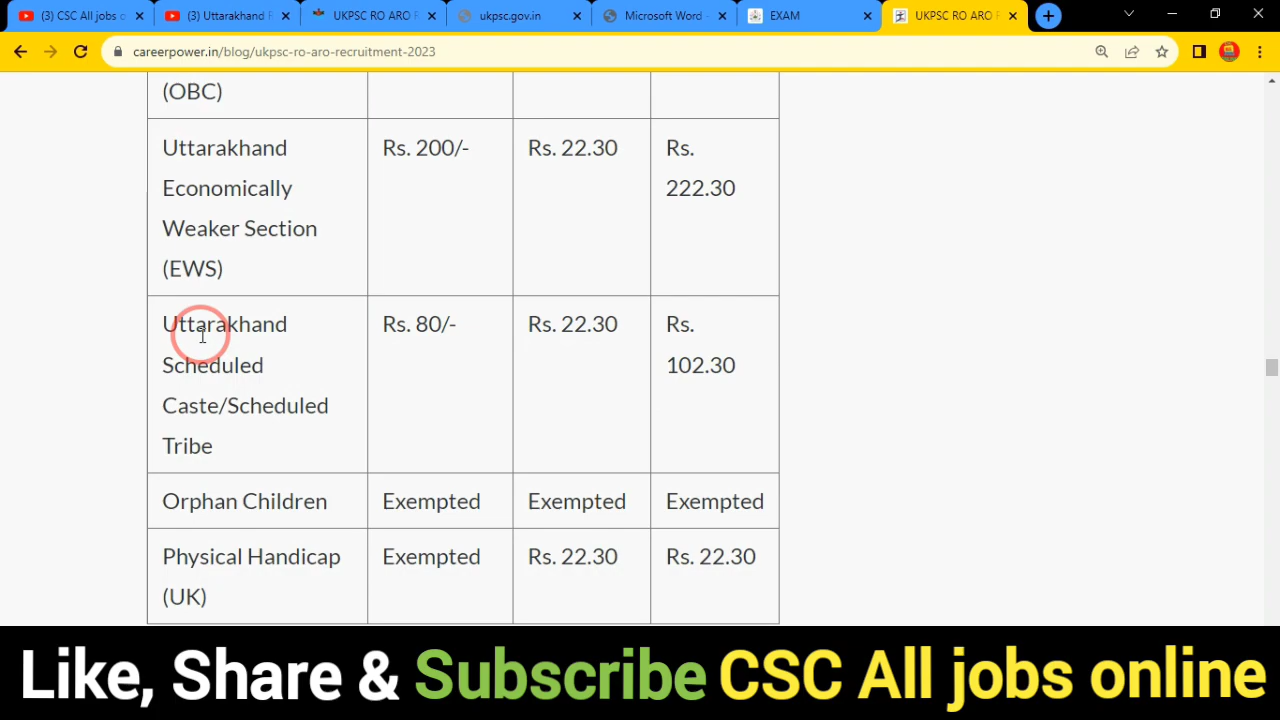 (3) CSC All jobs o
(3) Uttarakhand R
UKPSC RO ARO R
ukpsc.gov.in
Microsoft Word -
EXAM
UKPSC RO ARO R
careerpower.in/blog/ukpsc-ro-aro-recruitment-2023
(OBC)
Uttarakhand
Economically
Weaker Section
(EWS)
Rs. 200/-
Rs. 22.30
Rs.
222.30
Uttarakhand
Scheduled
Caste/Scheduled
Tribe
Rs. 80/-
Rs. 22.30
Rs.
102.30
Orphan Children
Exempted
Exempted
Exempted
Physical Handicap
(UK)
Exempted
Rs. 22.30
Rs. 22.30
Like, Share & Subscribe CSC All jobs online